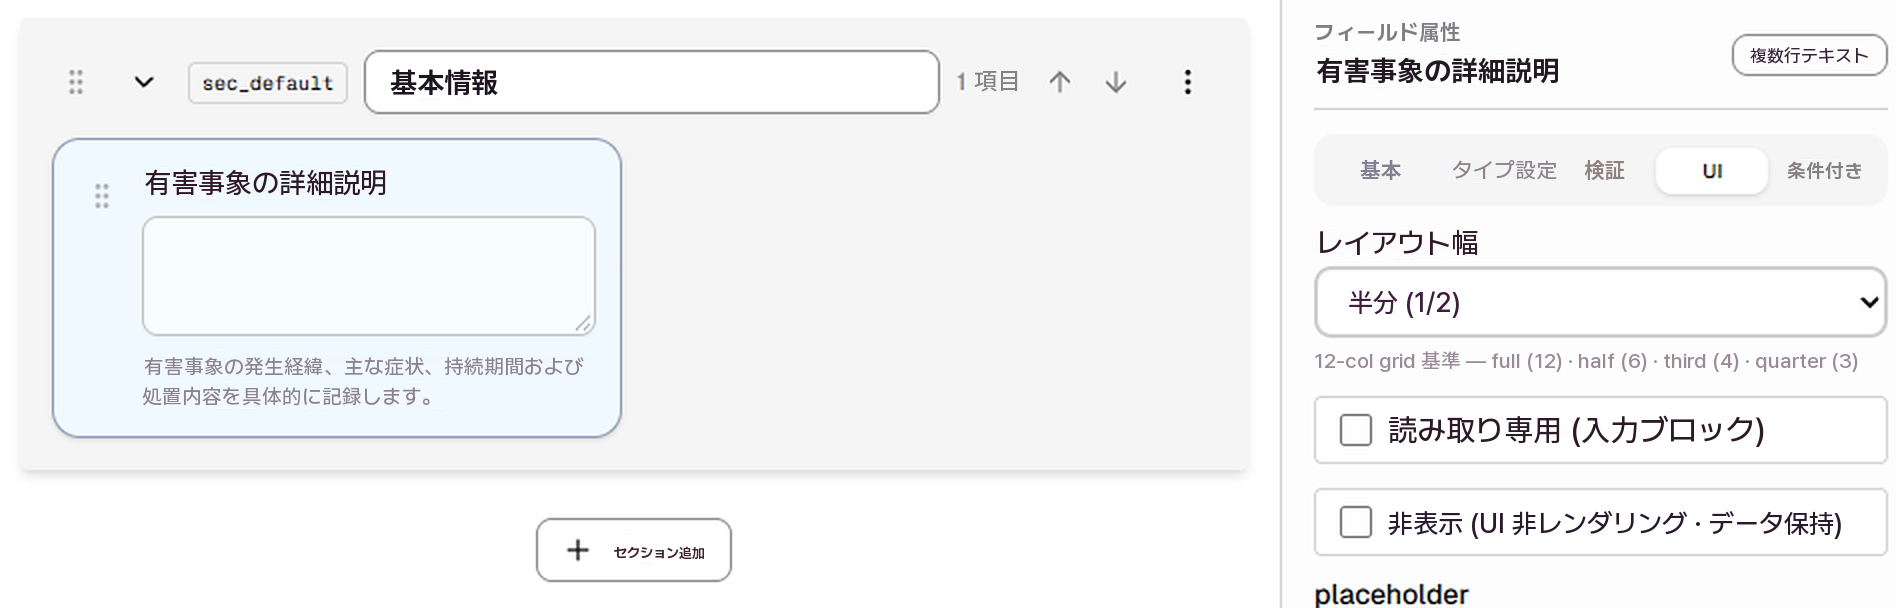 sec_default
基本情報
1 項目
有害事象の詳細説明
有害事象の発生経緯、主な症状、持続期間および
処置内容を具体的に記録します。
セクション追加
フィールド属性
有害事象の詳細説明
複数行テキスト
基本 タイプ設定 検証 UI 条件付き
レイアウト幅
半分 (1/2)
12-col grid 基準 — full (12) · half (6) · third (4) · quarter (3)
読み取り専用 (入力ブロック)
非表示 (UI 非レンダリング · データ保持)
placeholder